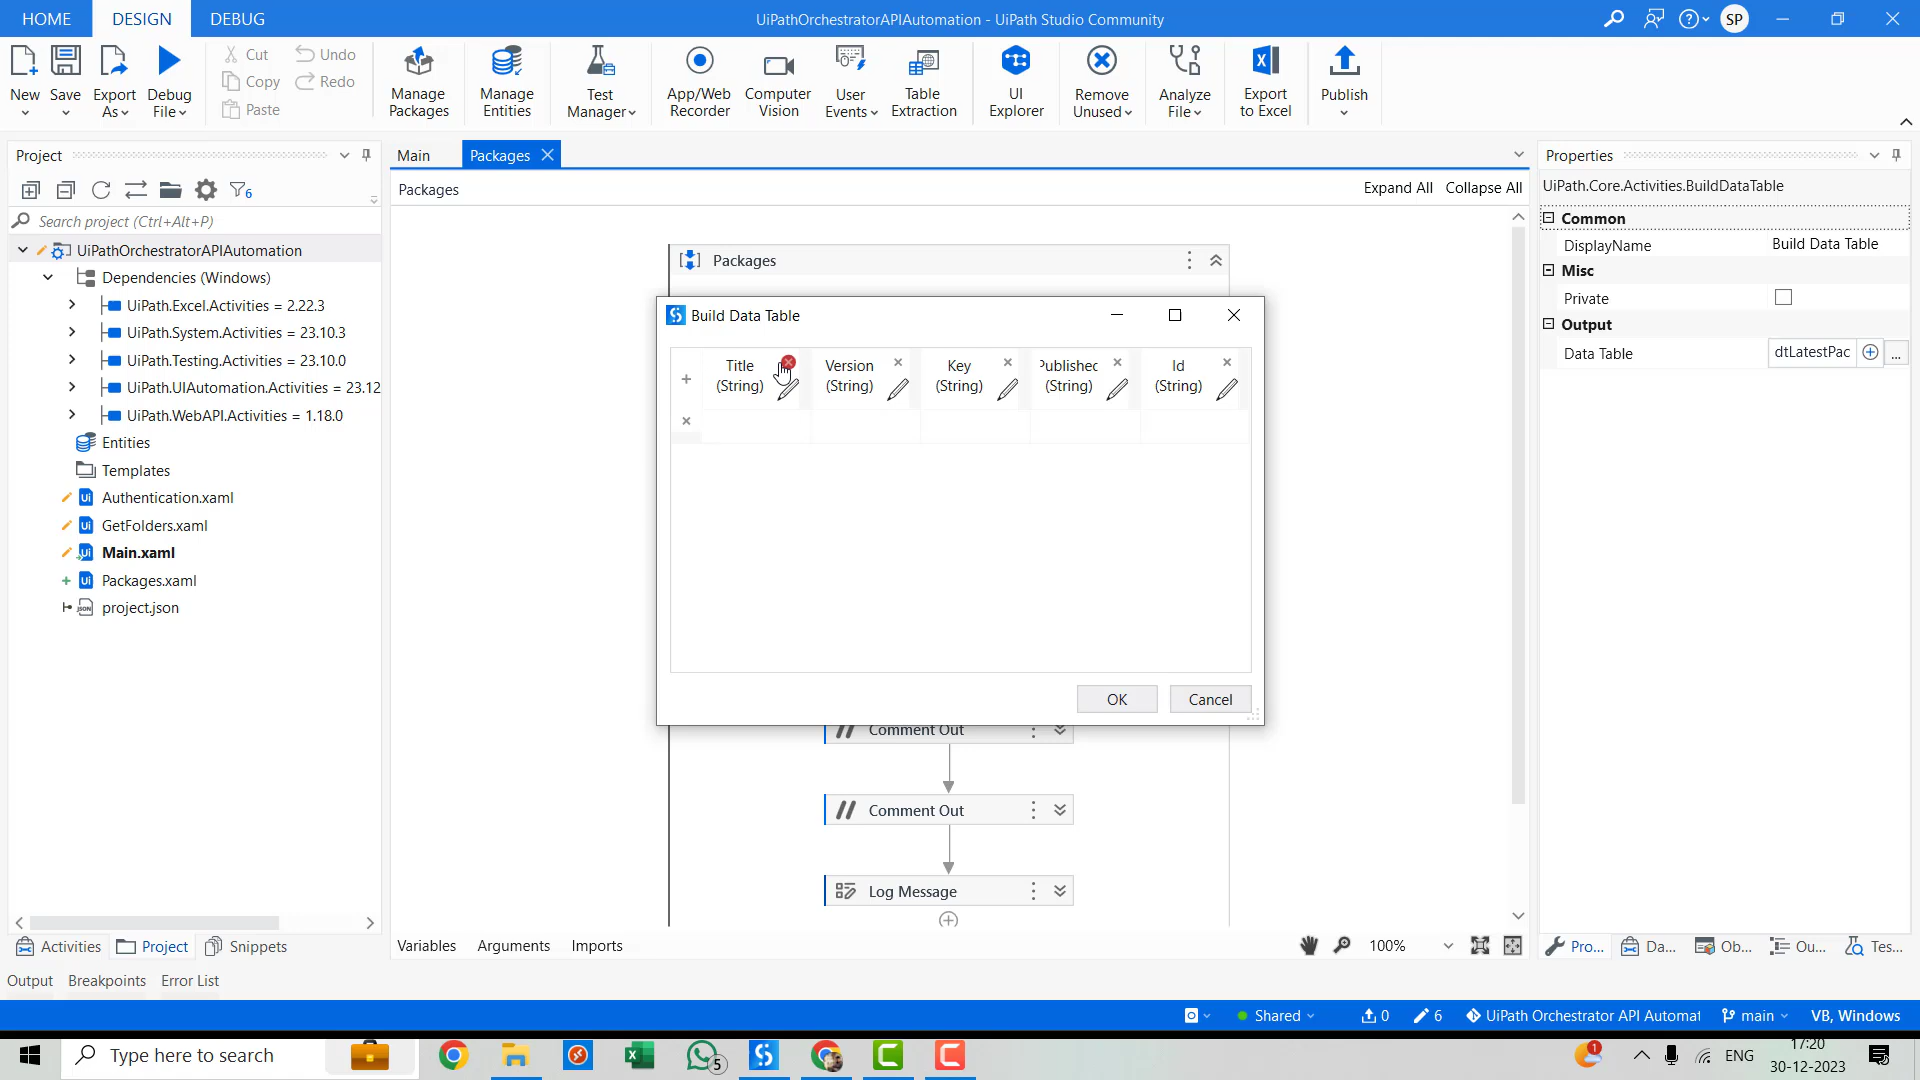 HOME DESIGN DEBUG
UiPathOrchestratorAPIAutomation - UiPath Studio Community
SP
New
Save
Export As
Debug File
Cut
Copy
Paste
Undo
Redo
Manage Packages
Manage Entities
Test Manager
App/Web Recorder
Computer Vision
User Events
Table Extraction
UI Explorer
Remove Unused
Analyze File
Export to Excel
Publish
Project
6
Search project (Ctrl+Alt+P)
UiPathOrchestratorAPIAutomation
Dependencies (Windows)
UiPath.Excel.Activities = 2.22.3
UiPath.System.Activities = 23.10.3
UiPath.Testing.Activities = 23.10.0
UiPath.UIAutomation.Activities = 23.12
UiPath.WebAPI.Activities = 1.18.0
Entities
Templates
Authentication.xaml
GetFolders.xaml
Main.xaml
Packages.xaml
project.json
Activities Project Snippets
Main Packages
Packages Expand All Collapse All
Packages
Build Data Table
Title (String)
Version (String)
Key (String)
Published (String)
Id (String)
OK Cancel
Comment Out
Comment Out
Log Message
Variables Arguments Imports 100%
Properties
UiPath.Core.Activities.BuildDataTable
Common
DisplayName Build Data Table
Misc
Private
Output
Data Table dtLatestPac ...
Pro... Da... Ob... Ou... Tes...
Output Breakpoints Error List
Shared 0 6 UiPath Orchestrator API Automat main VB, Windows
Type here to search
5
1
ENG
17:20
30-12-2023